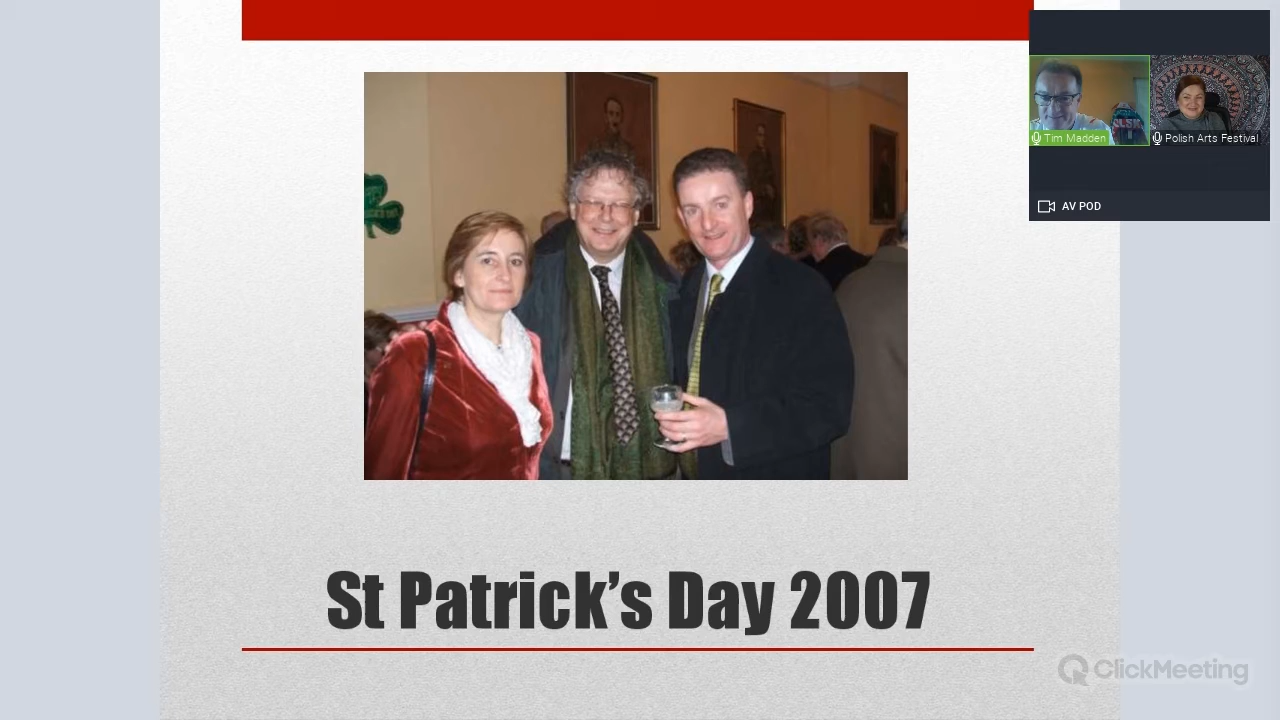 Tim Madden
Polish Arts Festival
AV POD
St Patrick's Day 2007
ClickMeeting